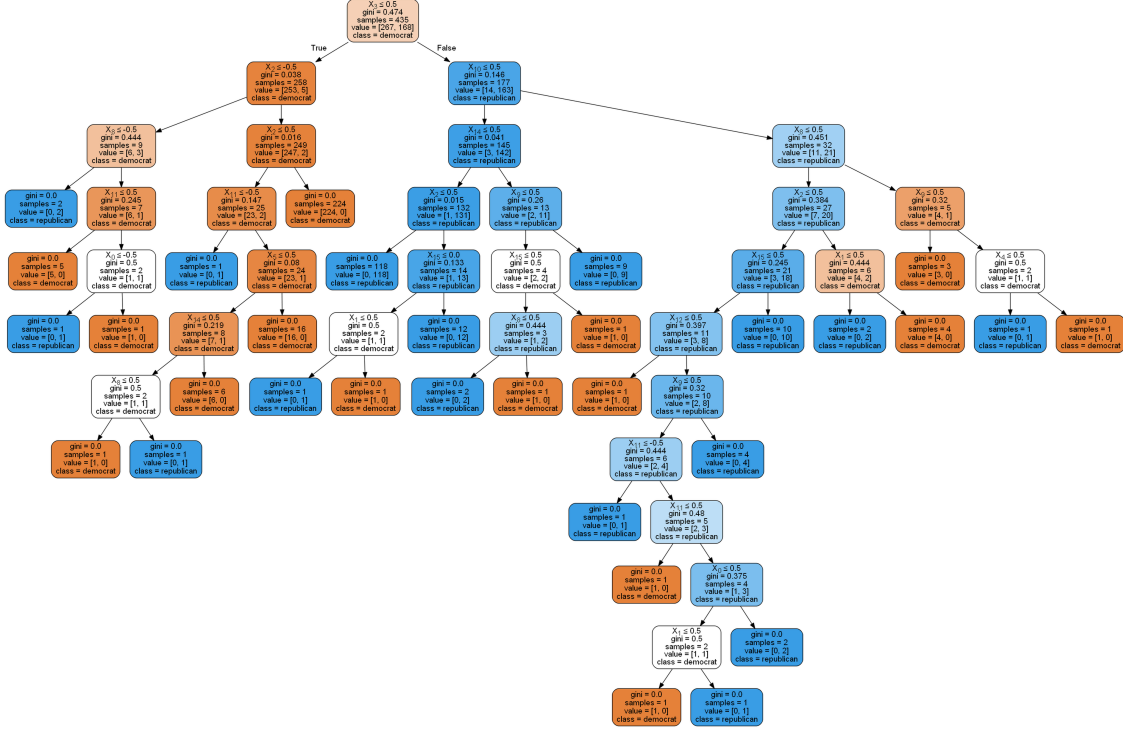 X3 ≤ 0.5
gini = 0.474
samples = 435
value = [267, 168]
class = democrat
True
False
X2 ≤ -0.5
gini = 0.038
samples = 258
value = [253, 5]
class = democrat
X10 ≤ 0.5
gini = 0.146
samples = 177
value = [14, 163]
class = republican
X8 ≤ -0.5
gini = 0.444
samples = 9
value = [6, 3]
class = democrat
X2 ≤ 0.5
gini = 0.016
samples = 249
value = [247, 2]
class = democrat
X14 ≤ 0.5
gini = 0.041
samples = 145
value = [3, 142]
class = republican
X8 ≤ 0.5
gini = 0.451
samples = 32
value = [11, 21]
class = republican
gini = 0.0
samples = 2
value = [0, 2]
class = republican
X11 ≤ 0.5
gini = 0.245
samples = 7
value = [6, 1]
class = democrat
X11 ≤ -0.5
gini = 0.147
samples = 25
value = [23, 2]
class = democrat
gini = 0.0
samples = 224
value = [224, 0]
class = democrat
X2 ≤ 0.5
gini = 0.015
samples = 132
value = [1, 131]
class = republican
gini = 0.26
samples = 13
value = [2, 11]
class = republican
X2 ≤ 0.5
gini = 0.384
samples = 27
value = [7, 20]
class = republican
gini = 0.32
samples = 5
value = [4, 1]
class = democrat
gini = 0.0
samples = 5
value = [5, 0]
class = democrat
X0 ≤ -0.5
gini = 0.5
samples = 2
value = [1, 1]
class = democrat
gini = 0.0
samples = 1
value = [0, 1]
class = republican
X5 ≤ 0.5
gini = 0.08
samples = 24
value = [23, 1]
class = democrat
gini = 0.0
samples = 118
value = [0, 118]
class = republican
X15 ≤ 0.0
gini = 0.133
samples = 14
value = [1, 13]
class = republican
X15 ≤ 0.5
gini = 0.5
samples = 4
value = [2, 2]
class = democrat
gini = 0.0
samples = 9
value = [0, 9]
class = republican
X15 ≤ 0.5
gini = 0.245
samples = 21
value = [3, 18]
class = republican
X1 ≤ 0.5
gini = 0.444
samples = 6
value = [4, 2]
class = democrat
gini = 0.0
samples = 3
value = [3, 0]
class = democrat
X4 ≤ 0.5
gini = 0.5
samples = 2
value = [1, 1]
class = democrat
gini = 0.0
samples = 1
value = [0, 1]
class = republican
gini = 0.0
samples = 1
value = [1, 0]
class = democrat
X14 ≤ 0.5
gini = 0.219
samples = 8
value = [7, 1]
class = democrat
gini = 0.0
samples = 16
value = [16, 0]
class = democrat
X1 ≤ 0.5
gini = 0.5
samples = 2
value = [1, 1]
class = democrat
gini = 0.0
samples = 12
value = [0, 12]
class = republican
gini = 0.444
samples = 3
value = [1, 2]
class = republican
gini = 0.0
samples = 1
value = [1, 0]
class = democrat
X12 ≤ 0.5
gini = 0.397
samples = 11
value = [3, 8]
class = republican
gini = 0.0
samples = 10
value = [0, 10]
class = republican
gini = 0.0
samples = 2
value = [0, 2]
class = republican
gini = 0.0
samples = 4
value = [4, 0]
class = democrat
gini = 0.0
samples = 1
value = [0, 1]
class = republican
gini = 0.0
samples = 1
value = [1, 0]
class = democrat
X8 ≤ 0.5
gini = 0.5
samples = 2
value = [1, 1]
class = democrat
gini = 0.0
samples = 6
value = [6, 0]
class = democrat
gini = 0.0
samples = 1
value = [0, 1]
class = republican
gini = 0.0
samples = 1
value = [1, 0]
class = democrat
gini = 0.0
samples = 2
value = [0, 2]
class = republican
gini = 0.0
samples = 1
value = [1, 0]
class = democrat
gini = 0.0
samples = 1
value = [1, 0]
class = democrat
X9 ≤ 0.5
gini = 0.32
samples = 10
value = [2, 8]
class = republican
gini = 0.0
samples = 1
value = [1, 0]
class = democrat
gini = 0.0
samples = 1
value = [0, 1]
class = republican
X11 ≤ -0.5
gini = 0.444
samples = 6
value = [2, 4]
class = republican
gini = 0.0
samples = 4
value = [0, 4]
class = republican
gini = 0.0
samples = 1
value = [0, 1]
class = republican
X11 ≤ 0.5
gini = 0.48
samples = 5
value = [2, 3]
class = republican
gini = 0.0
samples = 1
value = [1, 0]
class = democrat
X0 ≤ 0.5
gini = 0.375
samples = 4
value = [1, 3]
class = republican
X1 ≤ 0.5
gini = 0.5
samples = 2
value = [1, 1]
class = democrat
gini = 0.0
samples = 2
value = [0, 2]
class = republican
gini = 0.0
samples = 1
value = [1, 0]
class = democrat
gini = 0.0
samples = 1
value = [0, 1]
class = republican